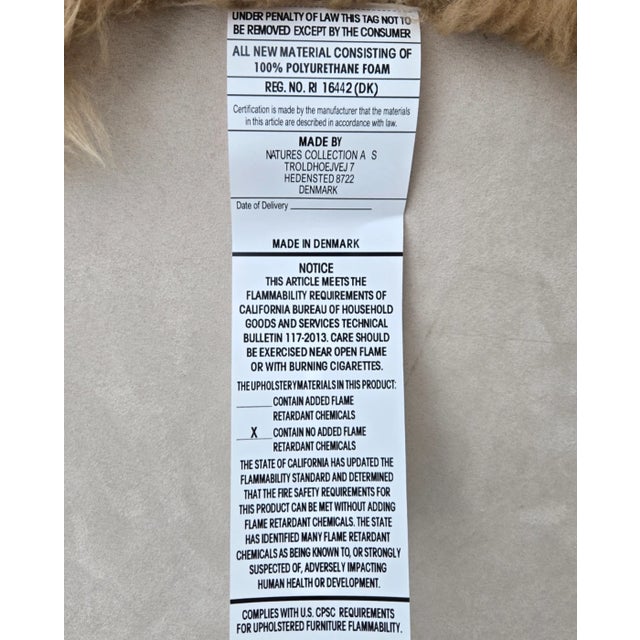 UNDER PENALTY OF LAW THIS TAG NOT TO
BE REMOVED EXCEPT BY THE CONSUMER
ALL NEW MATERIAL CONSISTING OF
100% POLYURETHANE FOAM
REG. NO. RI 16442 (DK)
Certification is made by the manufacturer that the materials
in this article are described in accordance with law.
MADE BY
NATURES COLLECTION A S
TROLDHOEJVEJ 7
HEDENSTED 8722
DENMARK
Date of Delivery
MADE IN DENMARK
NOTICE
THIS ARTICLE MEETS THE
FLAMMABILITY REQUIREMENTS OF
CALIFORNIA BUREAU OF HOUSEHOLD
GOODS AND SERVICES TECHNICAL
BULLETIN 117-2013. CARE SHOULD
BE EXERCISED NEAR OPEN FLAME
OR WITH BURNING CIGARETTES.
THE UPHOLSTERY MATERIALS IN THIS PRODUCT:
CONTAIN ADDED FLAME
RETARDANT CHEMICALS
X CONTAIN NO ADDED FLAME
RETARDANT CHEMICALS
THE STATE OF CALIFORNIA HAS UPDATED THE
FLAMMABILITY STANDARD AND DETERMINED
THAT THE FIRE SAFETY REQUIREMENTS FOR
THIS PRODUCT CAN BE MET WITHOUT ADDING
FLAME RETARDANT CHEMICALS. THE STATE
HAS IDENTIFIED MANY FLAME RETARDANT
CHEMICALS AS BEING KNOWN TO, OR STRONGLY
SUSPECTED OF, ADVERSELY IMPACTING
HUMAN HEALTH OR DEVELOPMENT.
COMPLIES WITH U.S. CPSC REQUIREMENTS
FOR UPHOLSTERED FURNITURE FLAMMABILITY.